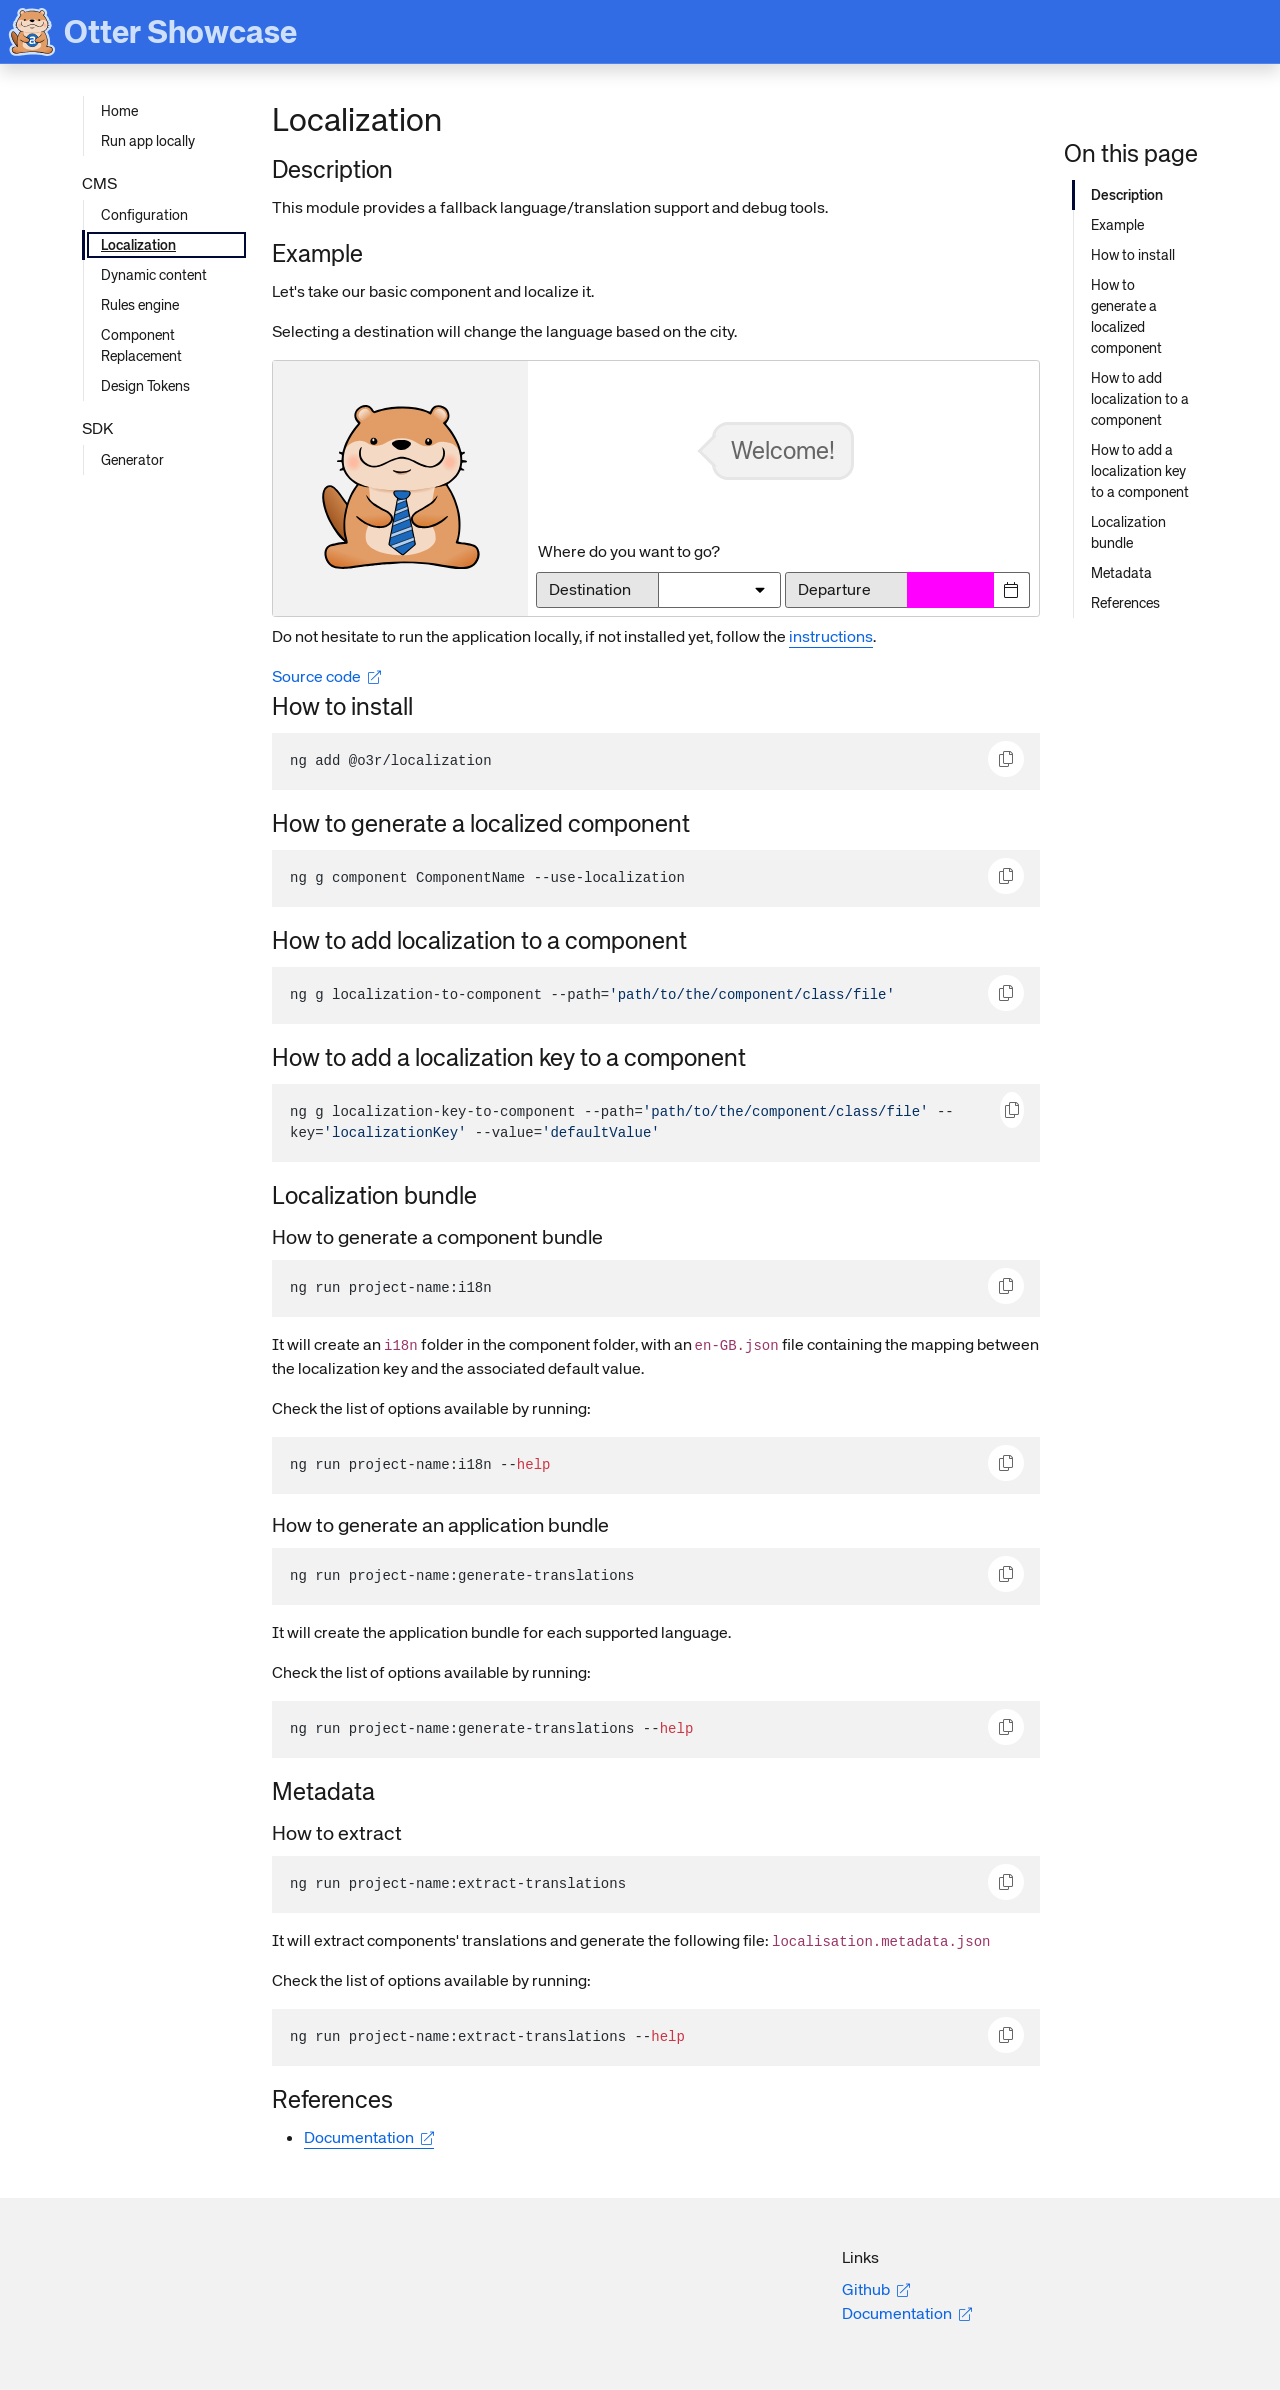 Otter Showcase
Home
Run app locally
CMS
Configuration
Localization
Dynamic content
Rules engine
Component
Replacement
Design Tokens
SDK
Generator
Localization
Description
This module provides a fallback language/translation support and debug tools.
Example
Let's take our basic component and localize it.
Selecting a destination will change the language based on the city.
Welcome!
Where do you want to go?
Destination
Departure
Do not hesitate to run the application locally, if not installed yet, follow the instructions.
Source code
How to install
ng add @o3r/localization
How to generate a localized component
ng g component ComponentName --use-localization
How to add localization to a component
ng g localization-to-component --path='path/to/the/component/class/file'
How to add a localization key to a component
ng g localization-key-to-component --path='path/to/the/component/class/file' --
key='localizationKey' --value='defaultValue'
Localization bundle
How to generate a component bundle
ng run project-name:i18n
It will create an i18n folder in the component folder, with an en-GB.json file containing the mapping between
the localization key and the associated default value.
Check the list of options available by running:
ng run project-name:i18n --help
How to generate an application bundle
ng run project-name:generate-translations
It will create the application bundle for each supported language.
Check the list of options available by running:
ng run project-name:generate-translations --help
Metadata
How to extract
ng run project-name:extract-translations
It will extract components' translations and generate the following file: localisation.metadata.json
Check the list of options available by running:
ng run project-name:extract-translations --help
References
Documentation
On this page
Description
Example
How to install
How to
generate a
localized
component
How to add
localization to a
component
How to add a
localization key
to a component
Localization
bundle
Metadata
References
Links
Github
Documentation